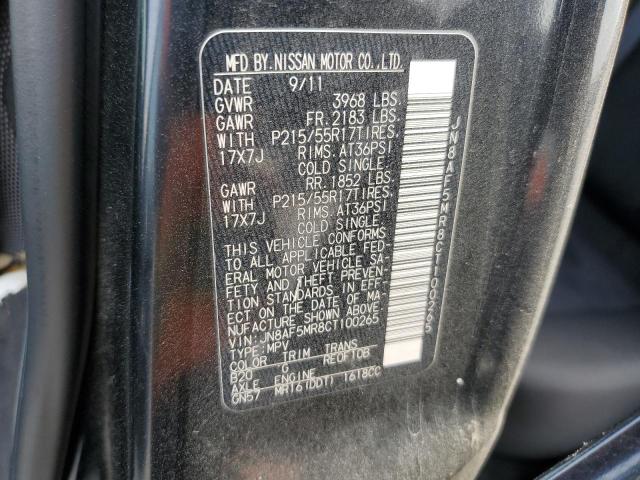 MFD BY.NISSAN MOTOR CO.,LTD.
DATE 9/11
GVWR 3968 LBS.
GAWR FR.2183 LBS.
WITH P215/55R17TIRES.
17X7J RIMS.AT36PSI
COLD SINGLE.
GAWR RR.1852 LBS
WITH P215/55R17TIRES.
17X7J RIMS.AT36PSI
COLD SINGLE.
THIS VEHICLE CONFORMS
TO ALL APPLICABLE FED-
ERAL MOTOR VEHICLE SA-
FETY AND THEFT PREVEN-
TION STANDARDS IN EFF-
ECT ON THE DATE OF MA-
NUFACTURE SHOWN ABOVE
VIN:JN8AF5MR8CT100265
TYPE:MPV
COLOR TRIM TRANS
B20 G RE0F10B
AXLE ENGINE
GN57 MR16(DDT) 1618CC
JN8AF5MR8CT100265